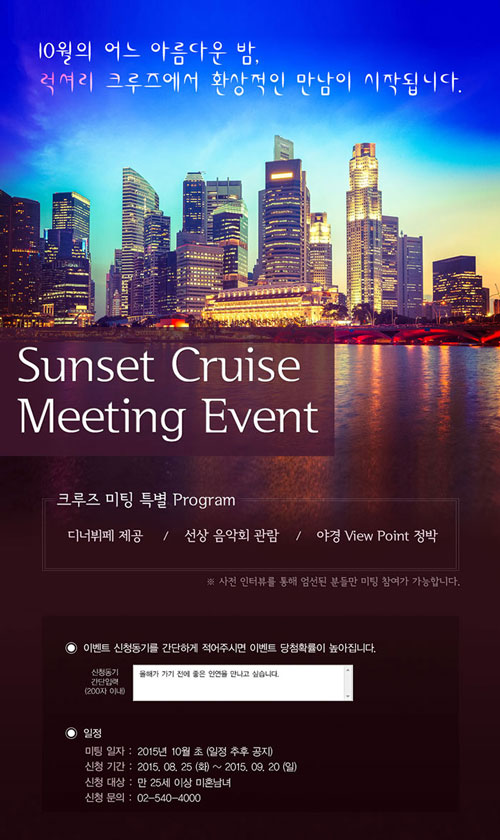 10월의 어느 아름다운 밤,
럭셔리 크루즈에서 환상적인 만남이 시작됩니다.
Sunset Cruise
Meeting Event
크루즈 미팅 특별 Program
디너뷔페 제공 / 선상 음악회 관람 / 야경 View Point 정박
※ 사전 인터뷰를 통해 엄선된 분들만 미팅 참여가 가능합니다.
이벤트 신청동기를 간단하게 적어주시면 이벤트 당첨확률이 높아집니다.
신청동기
간단입력
(200자 이내)
올해가 가기 전에 좋은 인연을 만나고 싶습니다.
일정
미팅 일자 : 2015년 10월 초 (일정 추후 공지)
신청 기간 : 2015. 08. 25 (화) ~ 2015. 09. 20 (일)
신청 대상 : 만 25세 이상 미혼남녀
신청 문의 : 02-540-4000